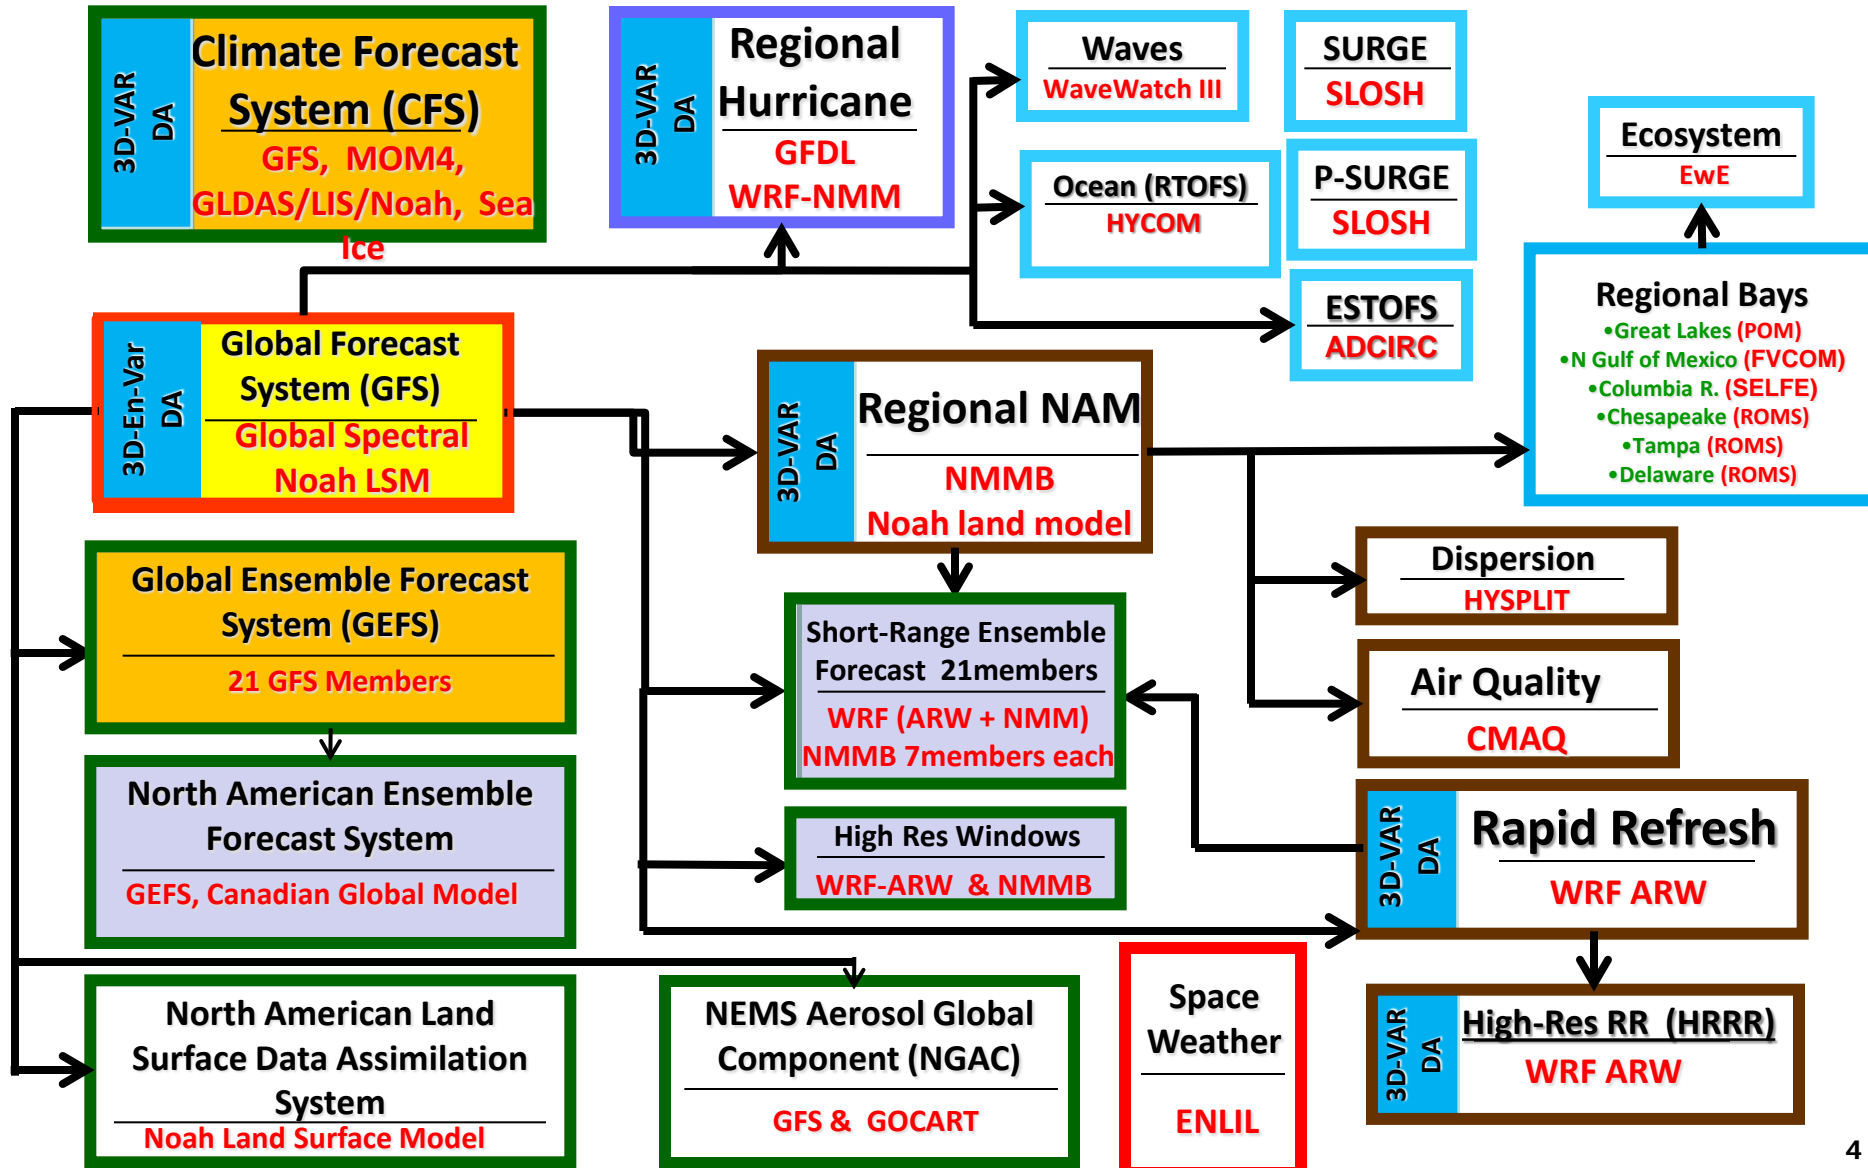 3D-VAR
DA
Climate Forecast
System (CFS)
GFS, MOM4,
GLDAS/LIS/Noah, Sea
Ice
3D-VAR
DA
Regional
Hurricane
GFDL
WRF-NMM
Waves
WaveWatch III
SURGE
SLOSH
Ocean (RTOFS)
HYCOM
P-SURGE
SLOSH
Ecosystem
EwE
ESTOFS
ADCIRC
Regional Bays
•Great Lakes (POM)
•N Gulf of Mexico (FVCOM)
•Columbia R. (SELFE)
•Chesapeake (ROMS)
•Tampa (ROMS)
•Delaware (ROMS)
3D-En-Var
DA
Global Forecast
System (GFS)
Global Spectral
Noah LSM
3D-VAR
DA
Regional NAM
NMMB
Noah land model
Global Ensemble Forecast
System (GEFS)
21 GFS Members
Short-Range Ensemble
Forecast 21members
WRF (ARW + NMM)
NMMB 7members each
Dispersion
HYSPLIT
Air Quality
CMAQ
North American Ensemble
Forecast System
GEFS, Canadian Global Model
High Res Windows
WRF-ARW & NMMB
3D-VAR
DA
Rapid Refresh
WRF ARW
North American Land
Surface Data Assimilation
System
Noah Land Surface Model
NEMS Aerosol Global
Component (NGAC)
GFS & GOCART
Space
Weather
ENLIL
3D-VAR
DA
High-Res RR (HRRR)
WRF ARW
4